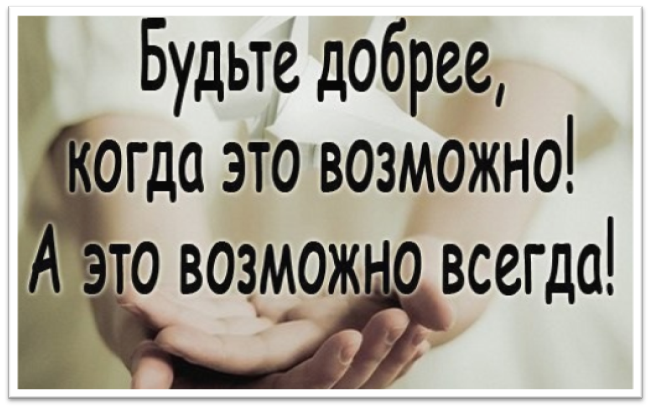 Будьте добрее,
когда это возможно!
А это возможно всегда!